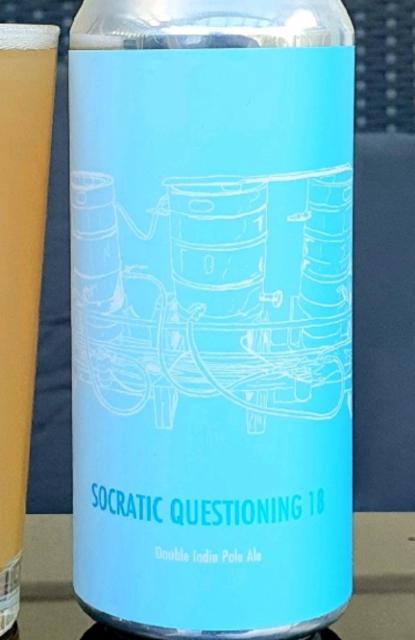 SOCRATIC QUESTIONING 18
Double India Pale Ale